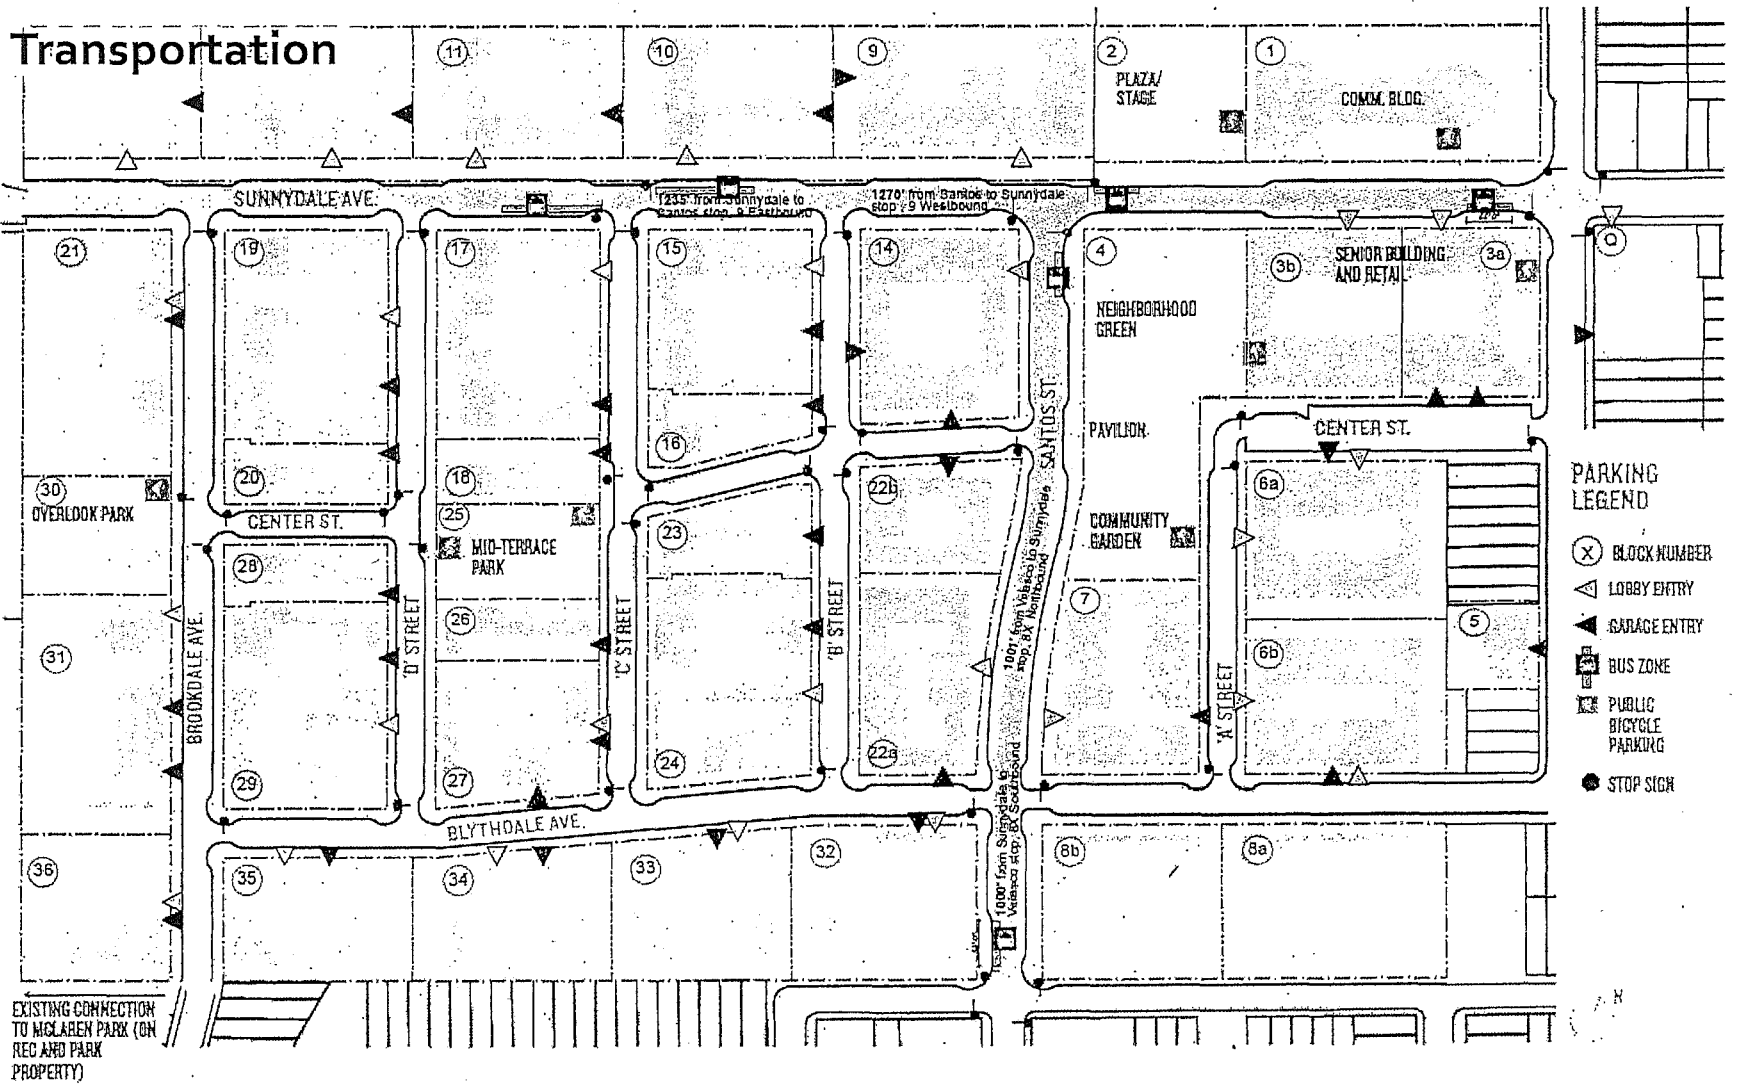 Transportation
11
10
9
2
1
PLAZA/
STAGE
COMM. BLDG.
SUNNYDALE AVE.
1235' from Sunnydale to
Santos stop, 9 Eastbound
1270' from Santos to Sunnydale
stop, 9 Westbound
21
19
17
15
14
4
3b
SENIOR BUILDING
AND RETAIL
3a
Q
NEIGHBORHOOD
GREEN
SANTOS ST.
PAVILION
CENTER ST.
16
20
18
22b
6a
30
OVERLOOK PARK
CENTER ST.
25
MID-TERRACE
PARK
23
COMMUNITY
GARDEN
28
1001' from Velasco to Sunnydale
stop, 8X Northbound
7
5
26
31
6b
BROOKDALE AVE.
'D' STREET
'C' STREET
'B' STREET
'A' STREET
29
27
24
22a
BLYTHDALE AVE.
1000' from Sunnydale to
Velasco stop, 8X Southbound
36
35
34
33
32
8b
8a
PARKING
LEGEND
X
BLOCK NUMBER
LOBBY ENTRY
GARAGE ENTRY
BUS ZONE
PUBLIC
BICYCLE
PARKING
STOP SIGN
N
EXISTING CONNECTION
TO MCLAREN PARK (ON
REC AND PARK
PROPERTY)